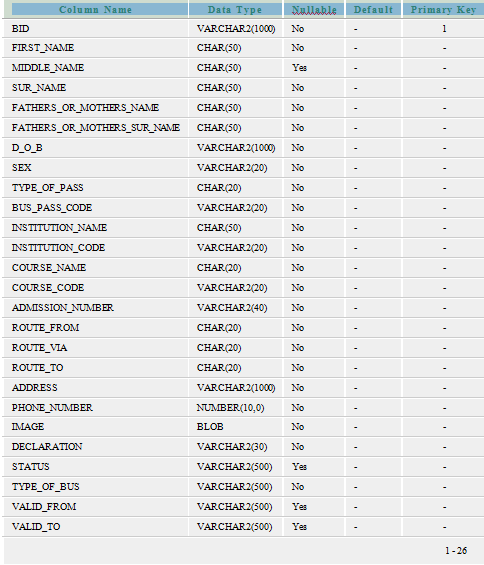 Column Name Data Type Nullable Default Primary Key
BID VARCHAR2(1000) No - 1
FIRST_NAME CHAR(50) No - -
MIDDLE_NAME CHAR(50) Yes - -
SUR_NAME CHAR(50) No - -
FATHERS_OR_MOTHERS_NAME CHAR(50) No - -
FATHERS_OR_MOTHERS_SUR_NAME CHAR(50) No - -
D_O_B VARCHAR2(1000) No - -
SEX VARCHAR2(20) No - -
TYPE_OF_PASS CHAR(20) No - -
BUS_PASS_CODE VARCHAR2(20) No - -
INSTITUTION_NAME CHAR(50) No - -
INSTITUTION_CODE VARCHAR2(20) No - -
COURSE_NAME CHAR(20) No - -
COURSE_CODE VARCHAR2(20) No - -
ADMISSION_NUMBER VARCHAR2(40) No - -
ROUTE_FROM CHAR(20) No - -
ROUTE_VIA CHAR(20) No - -
ROUTE_TO CHAR(20) No - -
ADDRESS VARCHAR2(1000) No - -
PHONE_NUMBER NUMBER(10,0) No - -
IMAGE BLOB No - -
DECLARATION VARCHAR2(30) No - -
STATUS VARCHAR2(500) Yes - -
TYPE_OF_BUS VARCHAR2(500) No - -
VALID_FROM VARCHAR2(500) Yes - -
VALID_TO VARCHAR2(500) Yes - -
1 - 26